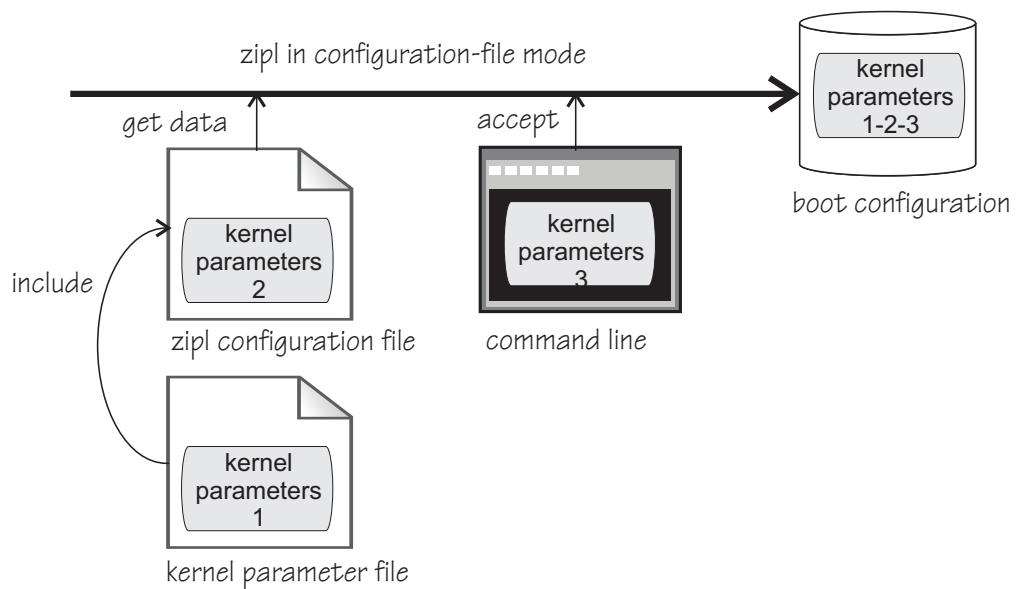 zipl in configuration-file mode
kernel
parameters
1-2-3
boot configuration
get data
accept
kernel
parameters
2
zipl configuration file
kernel
parameters
3
command line
include
kernel
parameters
1
kernel parameter file